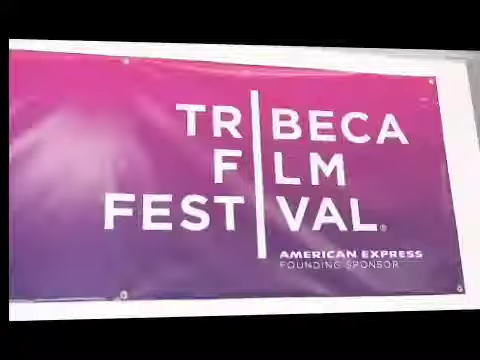 TRIBECA
FILM
FESTIVAL®
AMERICAN EXPRESS
FOUNDING SPONSOR